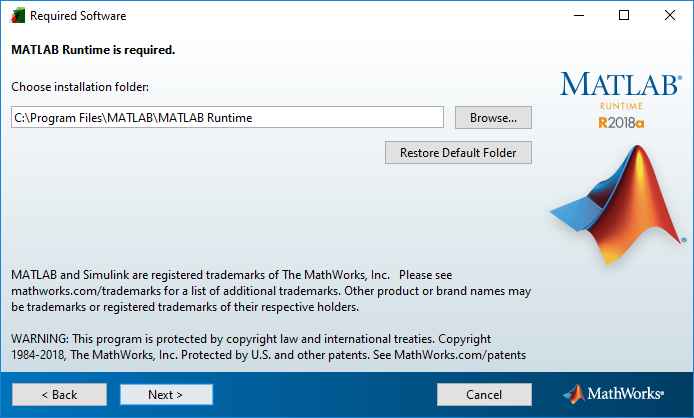 Required Software
MATLAB Runtime is required.
Choose installation folder:
C:\Program Files\MATLAB\MATLAB Runtime
Browse...
Restore Default Folder
MATLAB®
RUNTIME
R2018a
®
MATLAB and Simulink are registered trademarks of The MathWorks, Inc.   Please see
mathworks.com/trademarks for a list of additional trademarks. Other product or brand names may
be trademarks or registered trademarks of their respective holders.
WARNING: This program is protected by copyright law and international treaties. Copyright
1984-2018, The MathWorks, Inc. Protected by U.S. and other patents. See MathWorks.com/patents
< Back
Next >
Cancel
MathWorks®